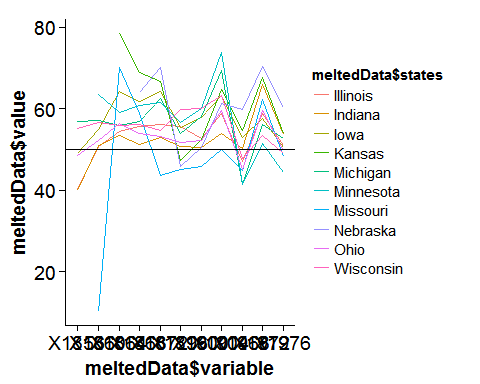 80
60
40
20
meltedData$value
meltedData$variable
meltedData$states
Illinois
Indiana
Iowa
Kansas
Michigan
Minnesota
Missouri
Nebraska
Ohio
Wisconsin